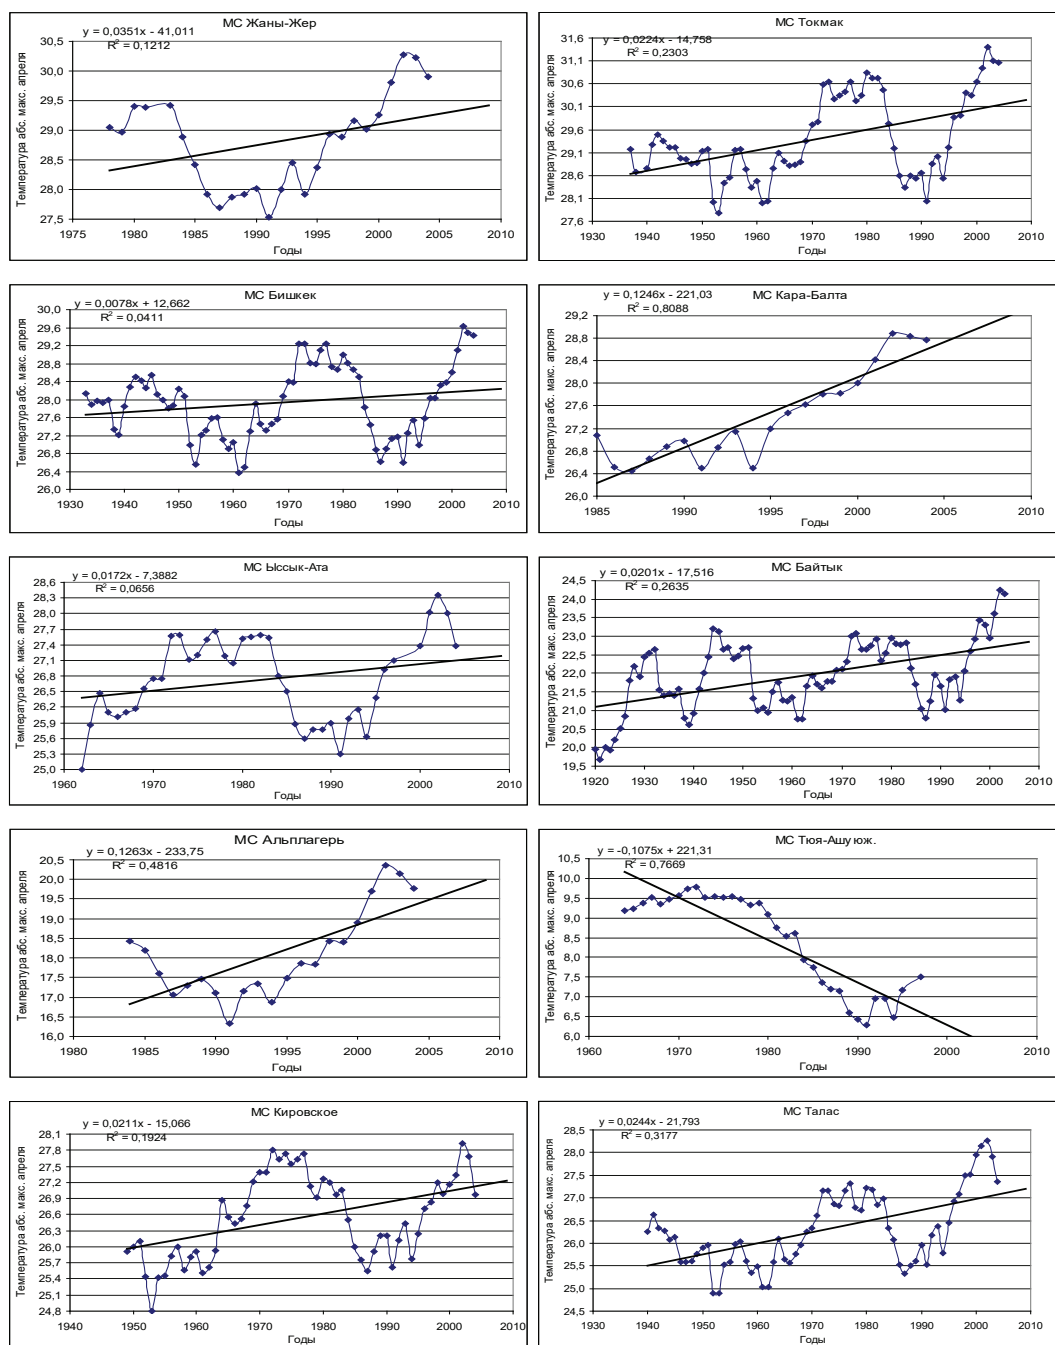 МС Жаны-Жер
y = 0,0351x - 41,011
R² = 0,1212
Температура абс. макс. апреля
30,5
30,0
29,5
29,0
28,5
28,0
27,5
1975 1980 1985 1990 1995 2000 2005 2010
Годы
МС Токмак
y = 0,0224x - 14,758
R² = 0,2303
Температура абс. макс. апреля
31,6
31,1
30,6
30,1
29,6
29,1
28,6
28,1
27,6
1930 1940 1950 1960 1970 1980 1990 2000 2010
Годы
МС Бишкек
y = 0,0078x + 12,662
R² = 0,0411
Температура абс. макс. апреля
30,0
29,6
29,2
28,8
28,4
28,0
27,6
27,2
26,8
26,4
26,0
1930 1940 1950 1960 1970 1980 1990 2000 2010
Годы
y = 0,1246x - 221,03
МС Кара-Балта
R² = 0,8088
Температура абс. макс. апреля
29,2
28,8
28,4
28,0
27,6
27,2
26,8
26,4
26,0
1985 1990 1995 2000 2005 2010
Годы
МС Ыссык-Ата
y = 0,0172x - 7,3882
R² = 0,0656
Температура абс. макс. апреля
28,6
28,3
28,0
27,7
27,4
27,1
26,8
26,5
26,2
25,9
25,6
25,3
25,0
1960 1970 1980 1990 2000 2010
Годы
МС Байтык
y = 0,0201x - 17,516
R² = 0,2635
Температура абс. макс. апреля
24,5
24,0
23,5
23,0
22,5
22,0
21,5
21,0
20,5
20,0
19,5
1920 1930 1940 1950 1960 1970 1980 1990 2000 2010
Годы
МС Альплагерь
y = 0,1263x - 233,75
R² = 0,4816
Температура абс. макс. апреля
20,5
20,0
19,5
19,0
18,5
18,0
17,5
17,0
16,5
16,0
1980 1985 1990 1995 2000 2005 2010
Годы
МС Тюя-Ашу юж.
y = -0,1075x + 221,31
R² = 0,7669
Температура абс. макс. апреля
10,5
10,0
9,5
9,0
8,5
8,0
7,5
7,0
6,5
6,0
1960 1970 1980 1990 2000 2010
Годы
МС Кировское
y = 0,0211x - 15,066
R² = 0,1924
Температура абс. макс. апреля
28,1
27,8
27,5
27,2
26,9
26,6
26,3
26,0
25,7
25,4
25,1
24,8
1940 1950 1960 1970 1980 1990 2000 2010
Годы
МС Талас
y = 0,0244x - 21,793
R² = 0,3177
Температура абс. макс. апреля
28,5
28,0
27,5
27,0
26,5
26,0
25,5
25,0
24,5
1930 1940 1950 1960 1970 1980 1990 2000 2010
Годы